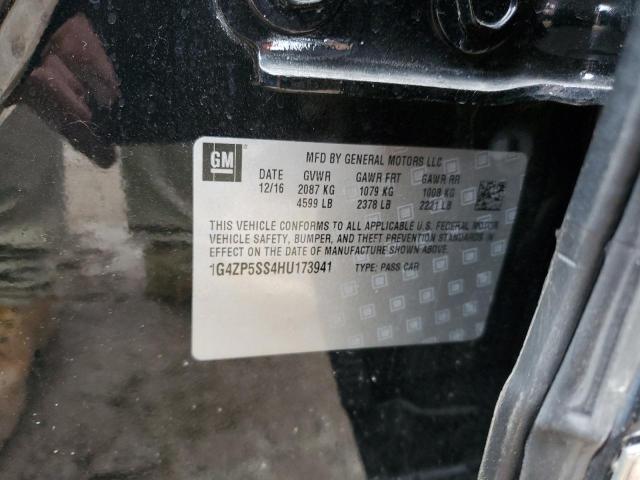 GM
MFD BY GENERAL MOTORS LLC
DATE GVWR GAWR FRT GAWR RR
12/16 2087 KG 1079 KG 1008 KG
4599 LB 2378 LB 2221 LB
THIS VEHICLE CONFORMS TO ALL APPLICABLE U.S. FEDERAL MOTOR
VEHICLE SAFETY, BUMPER, AND THEFT PREVENTION STANDARDS IN
EFFECT ON THE DATE OF MANUFACTURE SHOWN ABOVE.
1G4ZP5SS4HU173941 TYPE: PASS CAR